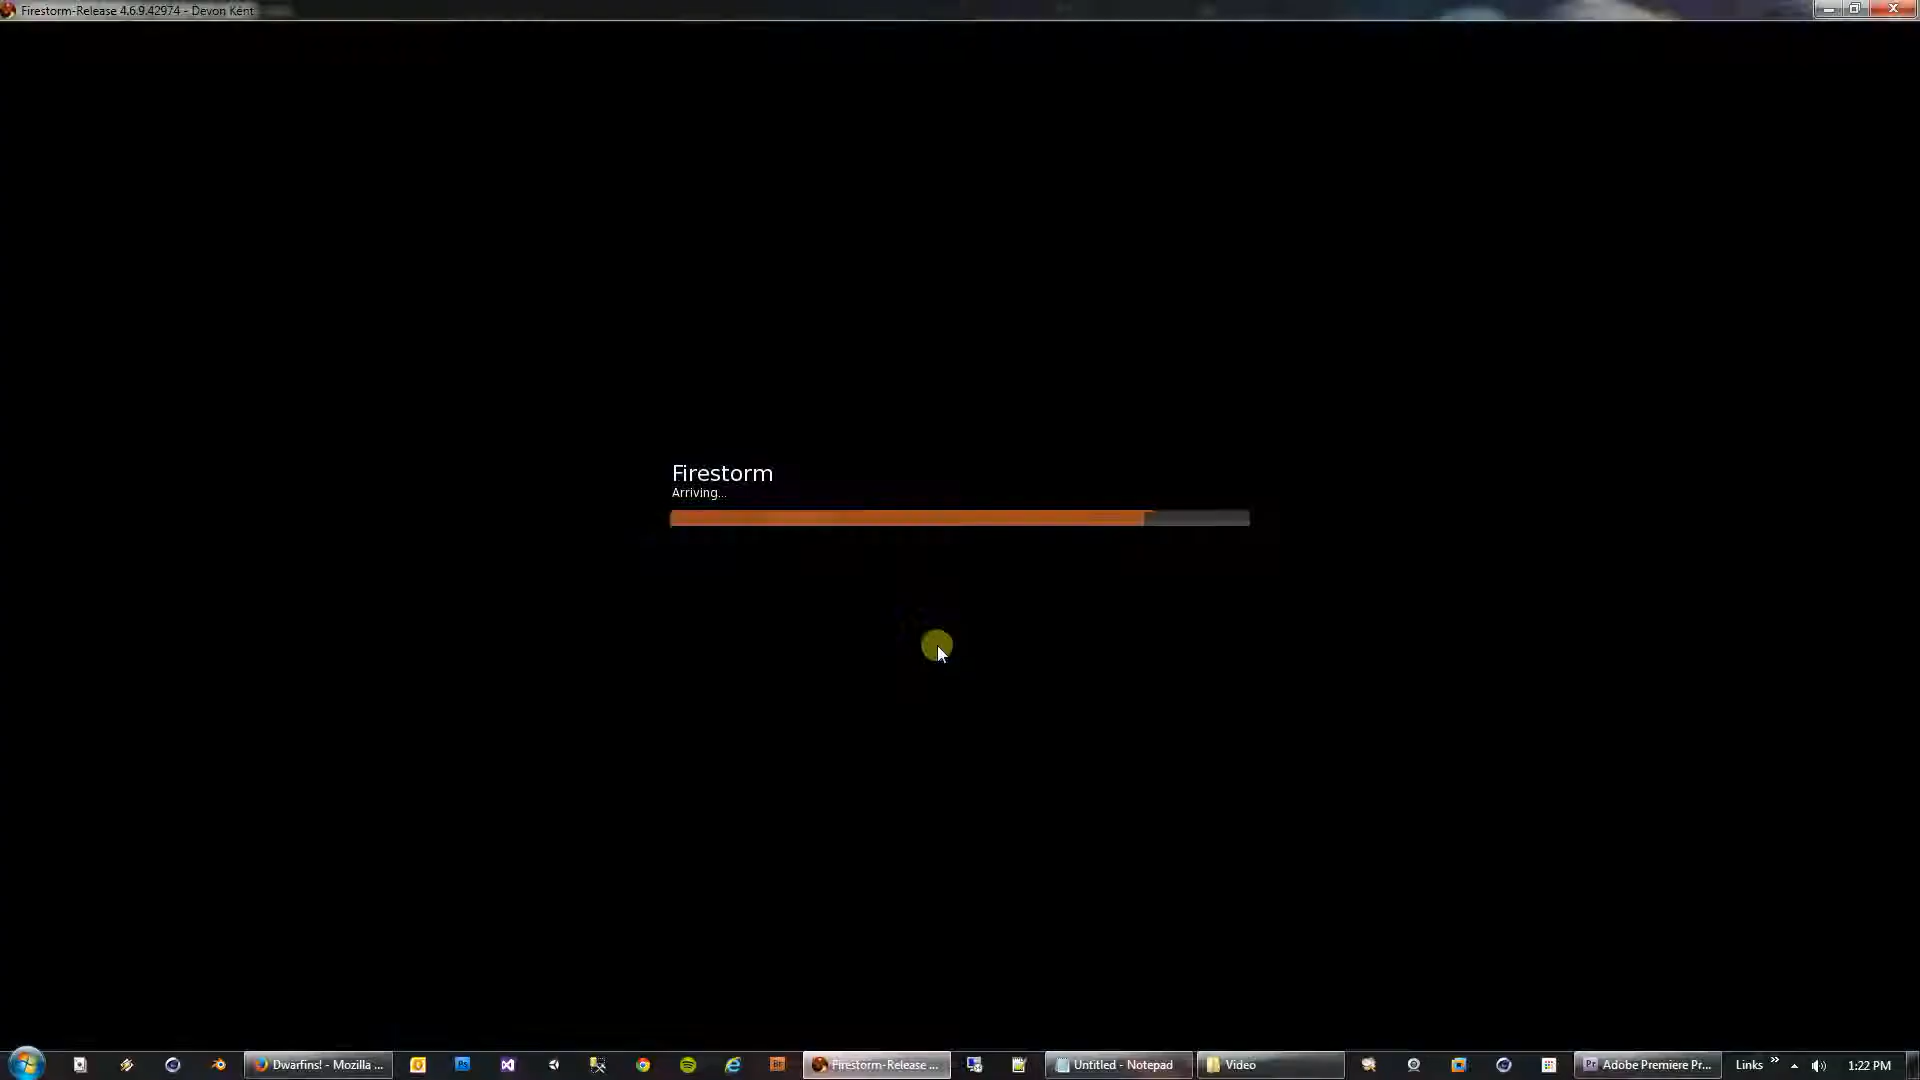 Firestorm-Release 4.6.9.42974 - Devon Kent
Firestorm
Arriving...
Dwarfins! - Mozilla ...
Firestorm-Release ...
Untitled - Notepad
Video
Adobe Premiere Pr...
Links
1:22 PM